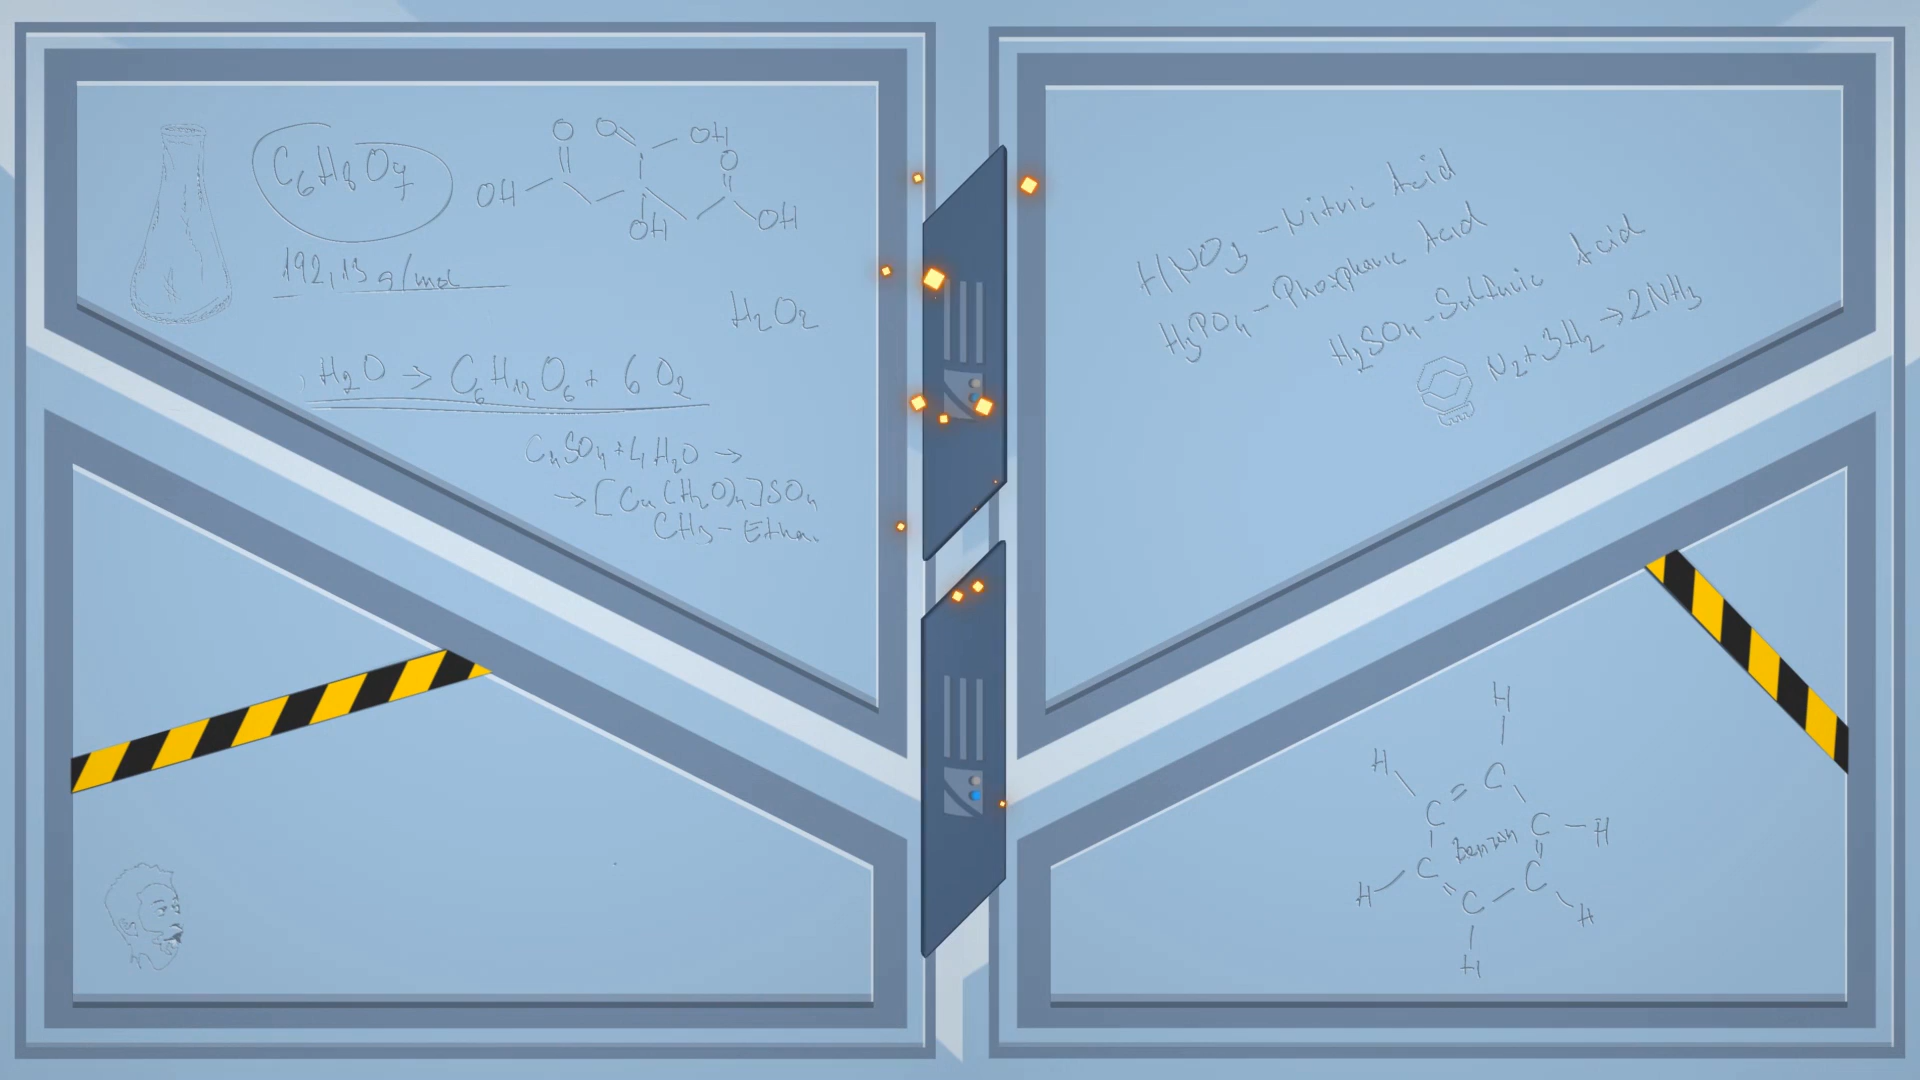 C6H8O7
O O OH
OH O
OH OH
192,13 g/mol
H2O2
H2O → C6H12O6 + 6 O2
CuSO4 + 4 H2O →
→ [Cu(H2O)4]SO4
CH3 - Ethan
HNO3 - Nitric Acid
H3PO4 - Phosphoric Acid
H2SO4 - Sulfuric Acid
N2 + 3H2 → 2NH3
H
H C
C C - H
Benzen
C C
H C H
H